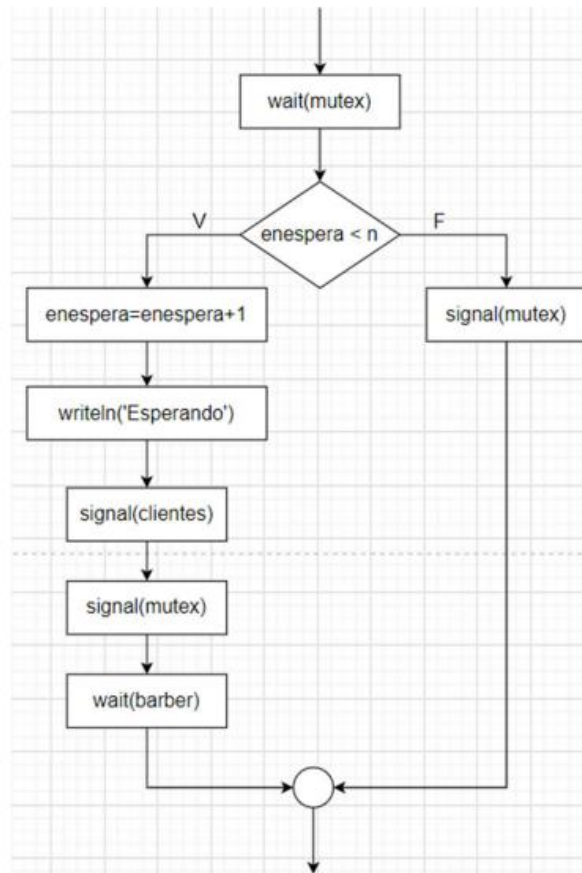 wait(mutex)
V
enespera < n
F
enespera=enespera+1
signal(mutex)
writeln('Esperando')
signal(clientes)
signal(mutex)
wait(barber)